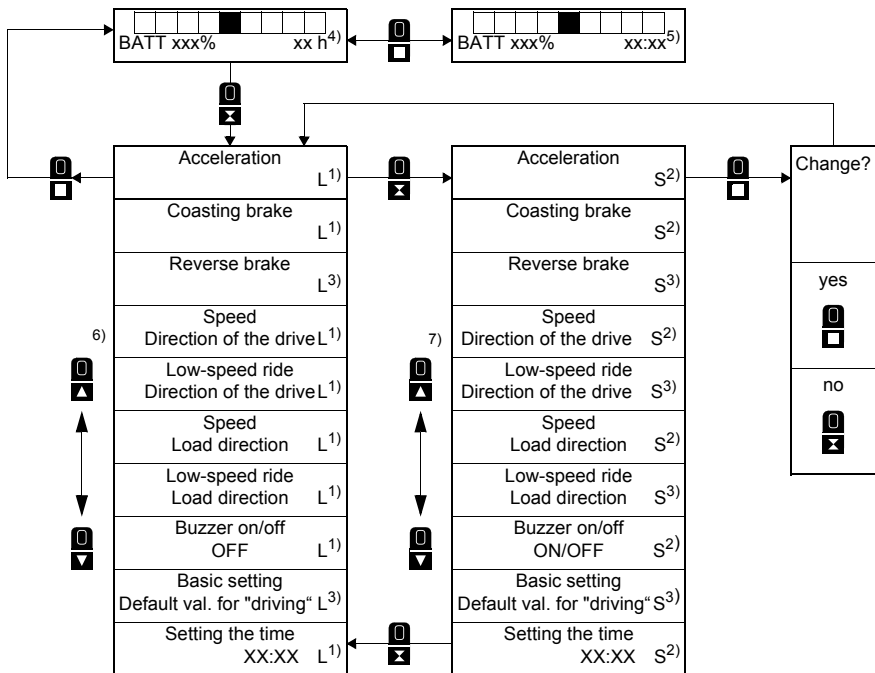 BATT xxx% xx h4)
BATT xxx% xx:xx5)
Acceleration
L1)
Coasting brake
L1)
Reverse brake
L3)
Speed
Direction of the drive L1)
Low-speed ride
Direction of the drive L1)
Speed
Load direction L1)
Low-speed ride
Load direction L1)
Buzzer on/off
OFF L1)
Basic setting
Default val. for "driving“ L3)
Setting the time
XX:XX L1)
6)
Acceleration
S2)
Coasting brake
S2)
Reverse brake
S3)
Speed
Direction of the drive S2)
Low-speed ride
Direction of the drive S3)
Speed
Load direction S2)
Low-speed ride
Load direction S3)
Buzzer on/off
ON/OFF S2)
Basic setting
Default val. for "driving“ S3)
Setting the time
XX:XX S2)
7)
Change?
yes
no